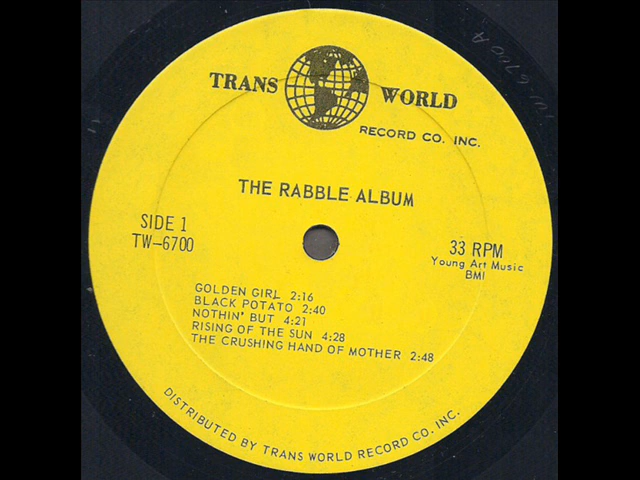 TRANS WORLD
RECORD CO. INC.
THE RABBLE ALBUM
SIDE 1
TW-6700
33 RPM
Young Art Music
BMI
GOLDEN GIRL 2:16
BLACK POTATO 2:40
NOTHIN' BUT 4:21
RISING OF THE SUN 4:28
THE CRUSHING HAND OF MOTHER 2:48
DISTRIBUTED BY TRANS WORLD RECORD CO. INC.